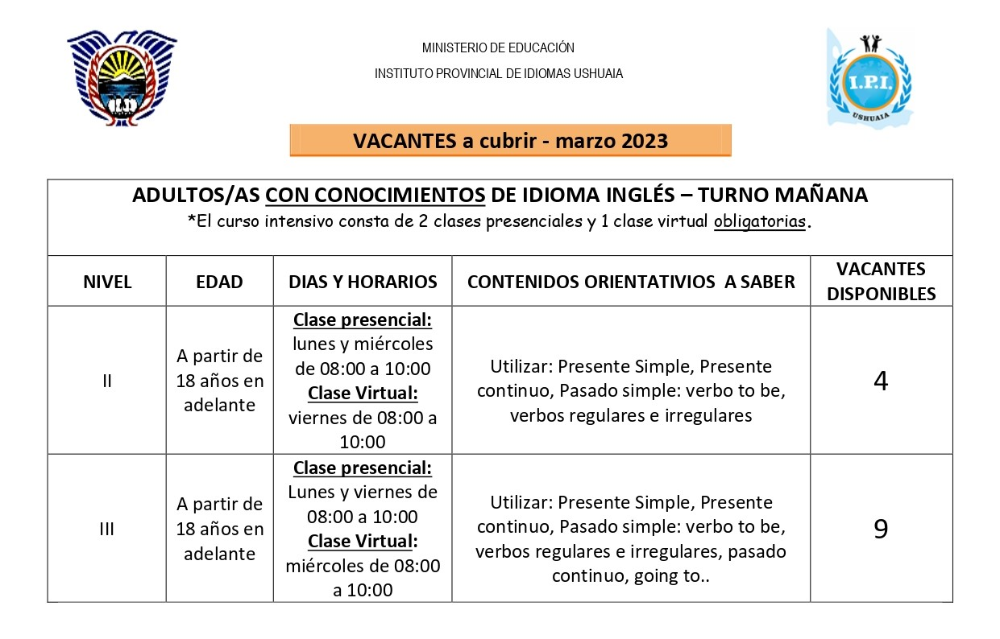 MINISTERIO DE EDUCACIÓN
INSTITUTO PROVINCIAL DE IDIOMAS USHUAIA
I.P.I.
USHUAIA
VACANTES a cubrir - marzo 2023
ADULTOS/AS CON CONOCIMIENTOS DE IDIOMA INGLÉS – TURNO MAÑANA
*El curso intensivo consta de 2 clases presenciales y 1 clase virtual obligatorias.
NIVEL
EDAD
DIAS Y HORARIOS
CONTENIDOS ORIENTATIVIOS A SABER
VACANTES
DISPONIBLES
II
A partir de
18 años en
adelante
Clase presencial:
lunes y miércoles
de 08:00 a 10:00
Clase Virtual:
viernes de 08:00 a
10:00
Utilizar: Presente Simple, Presente
continuo, Pasado simple: verbo to be,
verbos regulares e irregulares
4
III
A partir de
18 años en
adelante
Clase presencial:
Lunes y viernes de
08:00 a 10:00
Clase Virtual:
miércoles de 08:00
a 10:00
Utilizar: Presente Simple, Presente
continuo, Pasado simple: verbo to be,
verbos regulares e irregulares, pasado
continuo, going to..
9